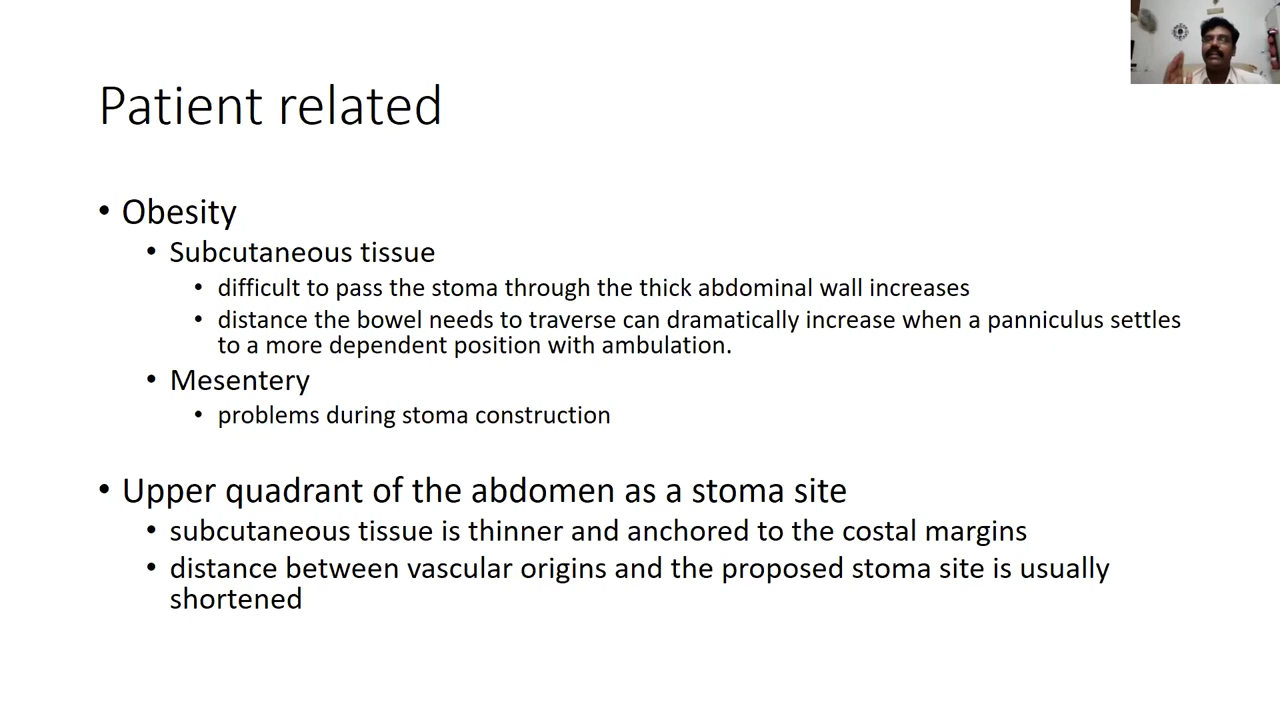 Patient related
• Obesity
• Subcutaneous tissue
• difficult to pass the stoma through the thick abdominal wall increases
• distance the bowel needs to traverse can dramatically increase when a panniculus settles
to a more dependent position with ambulation.
• Mesentery
• problems during stoma construction
• Upper quadrant of the abdomen as a stoma site
• subcutaneous tissue is thinner and anchored to the costal margins
• distance between vascular origins and the proposed stoma site is usually
shortened